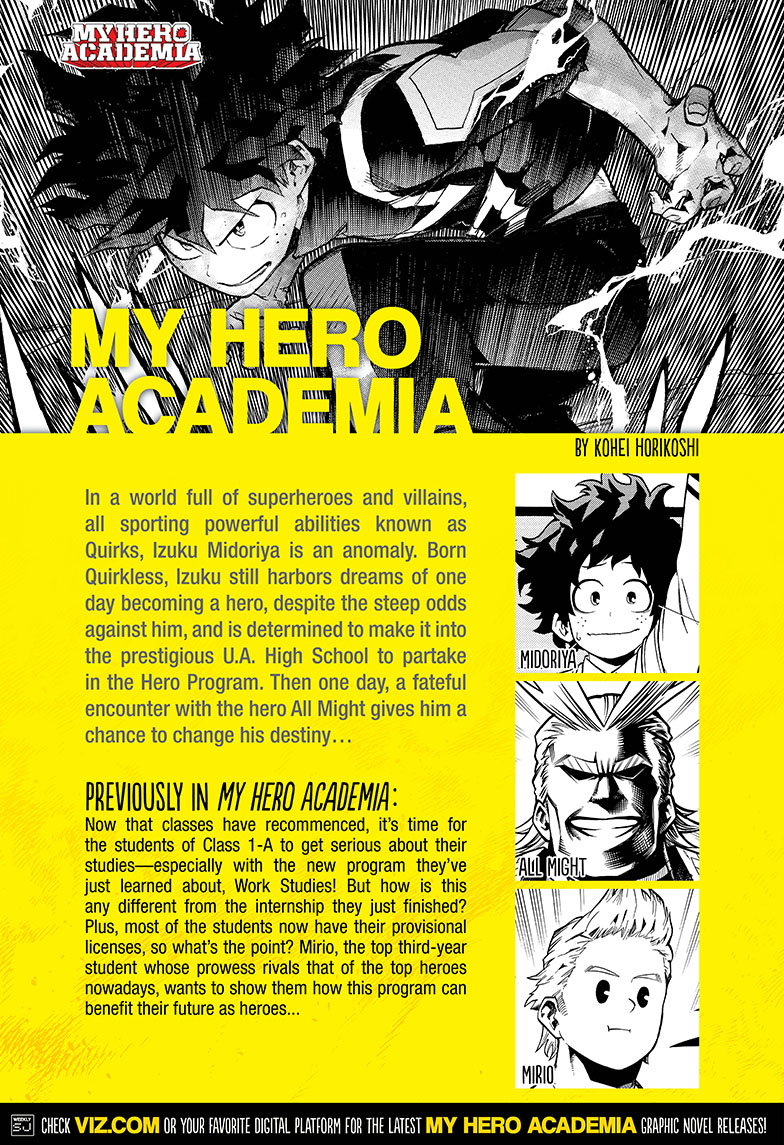 MY HERO
ACADEMIA
MY HERO
ACADEMIA
BY KOHEI HORIKOSHI
In a world full of superheroes and villains,
all sporting powerful abilities known as
Quirks, Izuku Midoriya is an anomaly. Born
Quirkless, Izuku still harbors dreams of one
day becoming a hero, despite the steep odds
against him, and is determined to make it into
the prestigious U.A. High School to partake
in the Hero Program. Then one day, a fateful
encounter with the hero All Might gives him a
chance to change his destiny…
PREVIOUSLY IN MY HERO ACADEMIA:
Now that classes have recommenced, it’s time for
the students of Class 1-A to get serious about their
studies—especially with the new program they’ve
just learned about, Work Studies! But how is this
any different from the internship they just finished?
Plus, most of the students now have their provisional
licenses, so what’s the point? Mirio, the top third-year
student whose prowess rivals that of the top heroes
nowadays, wants to show them how this program can
benefit their future as heroes...
MIDORIYA
ALL MIGHT
MIRIO
WEEKLY
SJ
CHECK VIZ.COM OR YOUR FAVORITE DIGITAL PLATFORM FOR THE LATEST MY HERO ACADEMIA GRAPHIC NOVEL RELEASES!